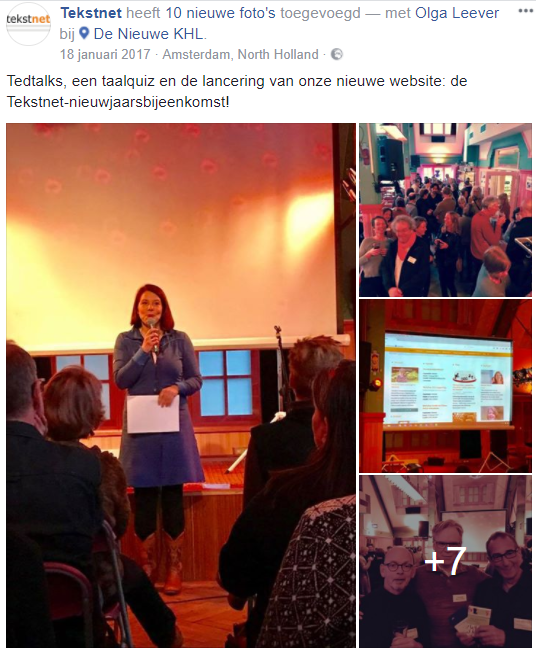 tekstnet
Tekstnet heeft 10 nieuwe foto's toegevoegd — met Olga Leever
bij De Nieuwe KHL.
18 januari 2017 · Amsterdam, North Holland ·
Tedtalks, een taalquiz en de lancering van onze nieuwe website: de
Tekstnet-nieuwjaarsbijeenkomst!
+7